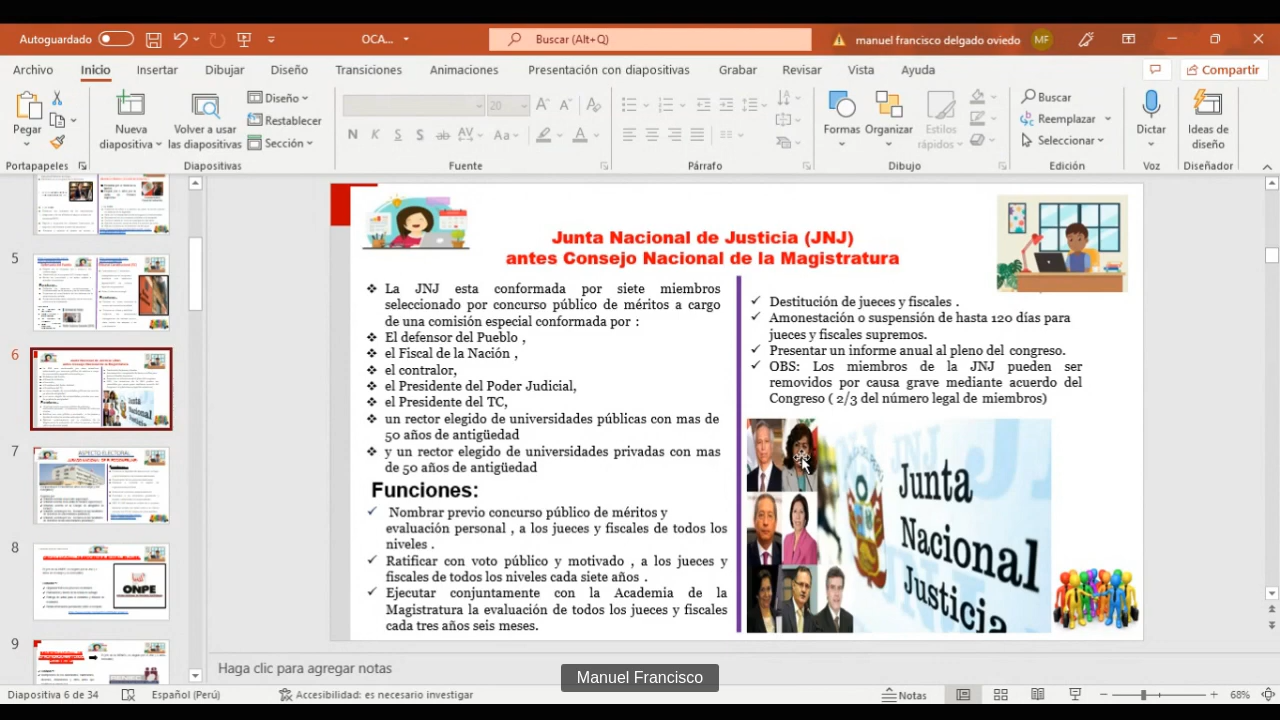 Autoguardado
OCA...
Buscar (Alt+Q)
manuel francisco delgado oviedo
MF
Archivo
Inicio
Insertar
Dibujar
Diseño
Transiciones
Animaciones
Presentación con diapositivas
Grabar
Revisar
Vista
Ayuda
Compartir
Pegar
Nueva
diapositiva
Volver a usar
las diapositivas
Diseño
Restablecer
Sección
20
Formas
Organizar
Estilos
rápidos
Buscar
Reemplazar
Seleccionar
Dictar
Ideas de
diseño
Portapapeles
Diapositivas
Fuente
Párrafo
Dibujo
Edición
Voz
Diseñador
5
6
7
8
ONPE
9
Junta Nacional de Justicia (JNJ)
antes Consejo Nacional de la Magistratura
La JNJ esta conformada por siete miembros
seleccionado por concurso público de méritos a cargo
de una comisión especial conformada por :
El defensor del Pueblo ,
el Fiscal de la Nación ,
el contralor,
el Presidente del Poder Judicial,
el Presidente del TC,
un rector elegido de universidades públicas con mas de
50 años de antigüedad
un rector elegido de universidades privadas con mas
de 50 años de antigüedad
Funciones:
Nombrar previo concurso público de méritos y
evaluación personal , a los jueces y fiscales de todos los
niveles .
Ratificar con voto público y motivado , a los jueces y
fiscales de todos los niveles cada siete años .
Ejecutar conjuntamente con la Academia de la
Magistratura la evaluación de todos los jueces y fiscales
cada tres años seis meses.
Destitución de jueces y fiscales .
Amonestación o suspensión de hasta 120 días para
jueces y fiscales supremos.
Presentar un informe anual al pleno del congreso.
OBS: Los miembros de la JNJ pueden ser
removidos por causa grave mediante acuerdo del
Congreso ( 2/3 del número legal de miembros)
Junta
Nacional
Justicia
Haga clic para agregar notas
Manuel Francisco
Diapositiva 6 de 34
Español (Perú)
Accesibilidad: es necesario investigar
Notas
68%